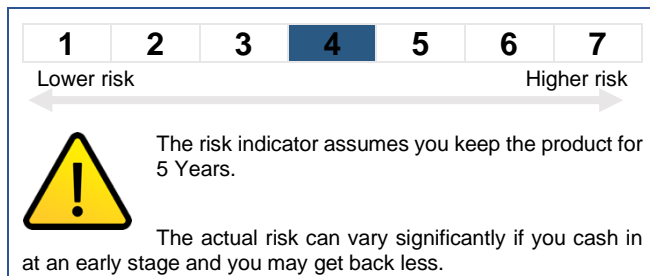 1 2 3 4 5 6 7
Lower risk Higher risk
The risk indicator assumes you keep the product for
5 Years.
The actual risk can vary significantly if you cash in
at an early stage and you may get back less.